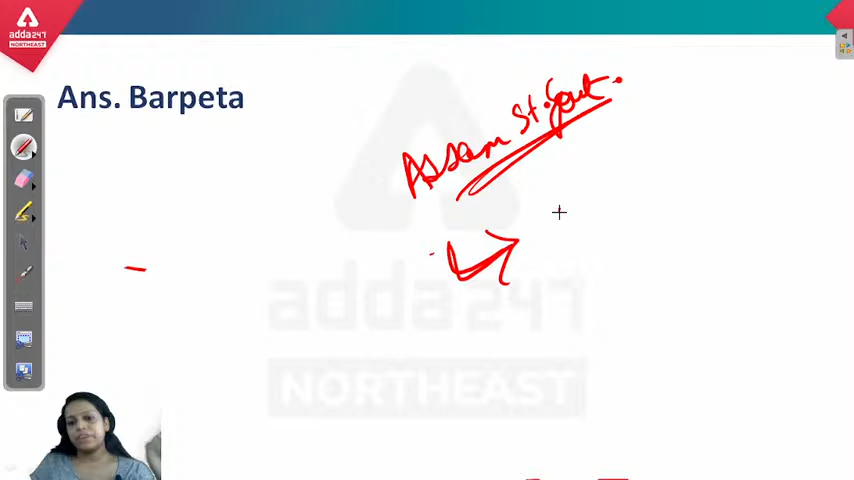 adda247
NORTHEAST
Ans. Barpeta
Assam St. Govt.
adda247
NORTHEAST